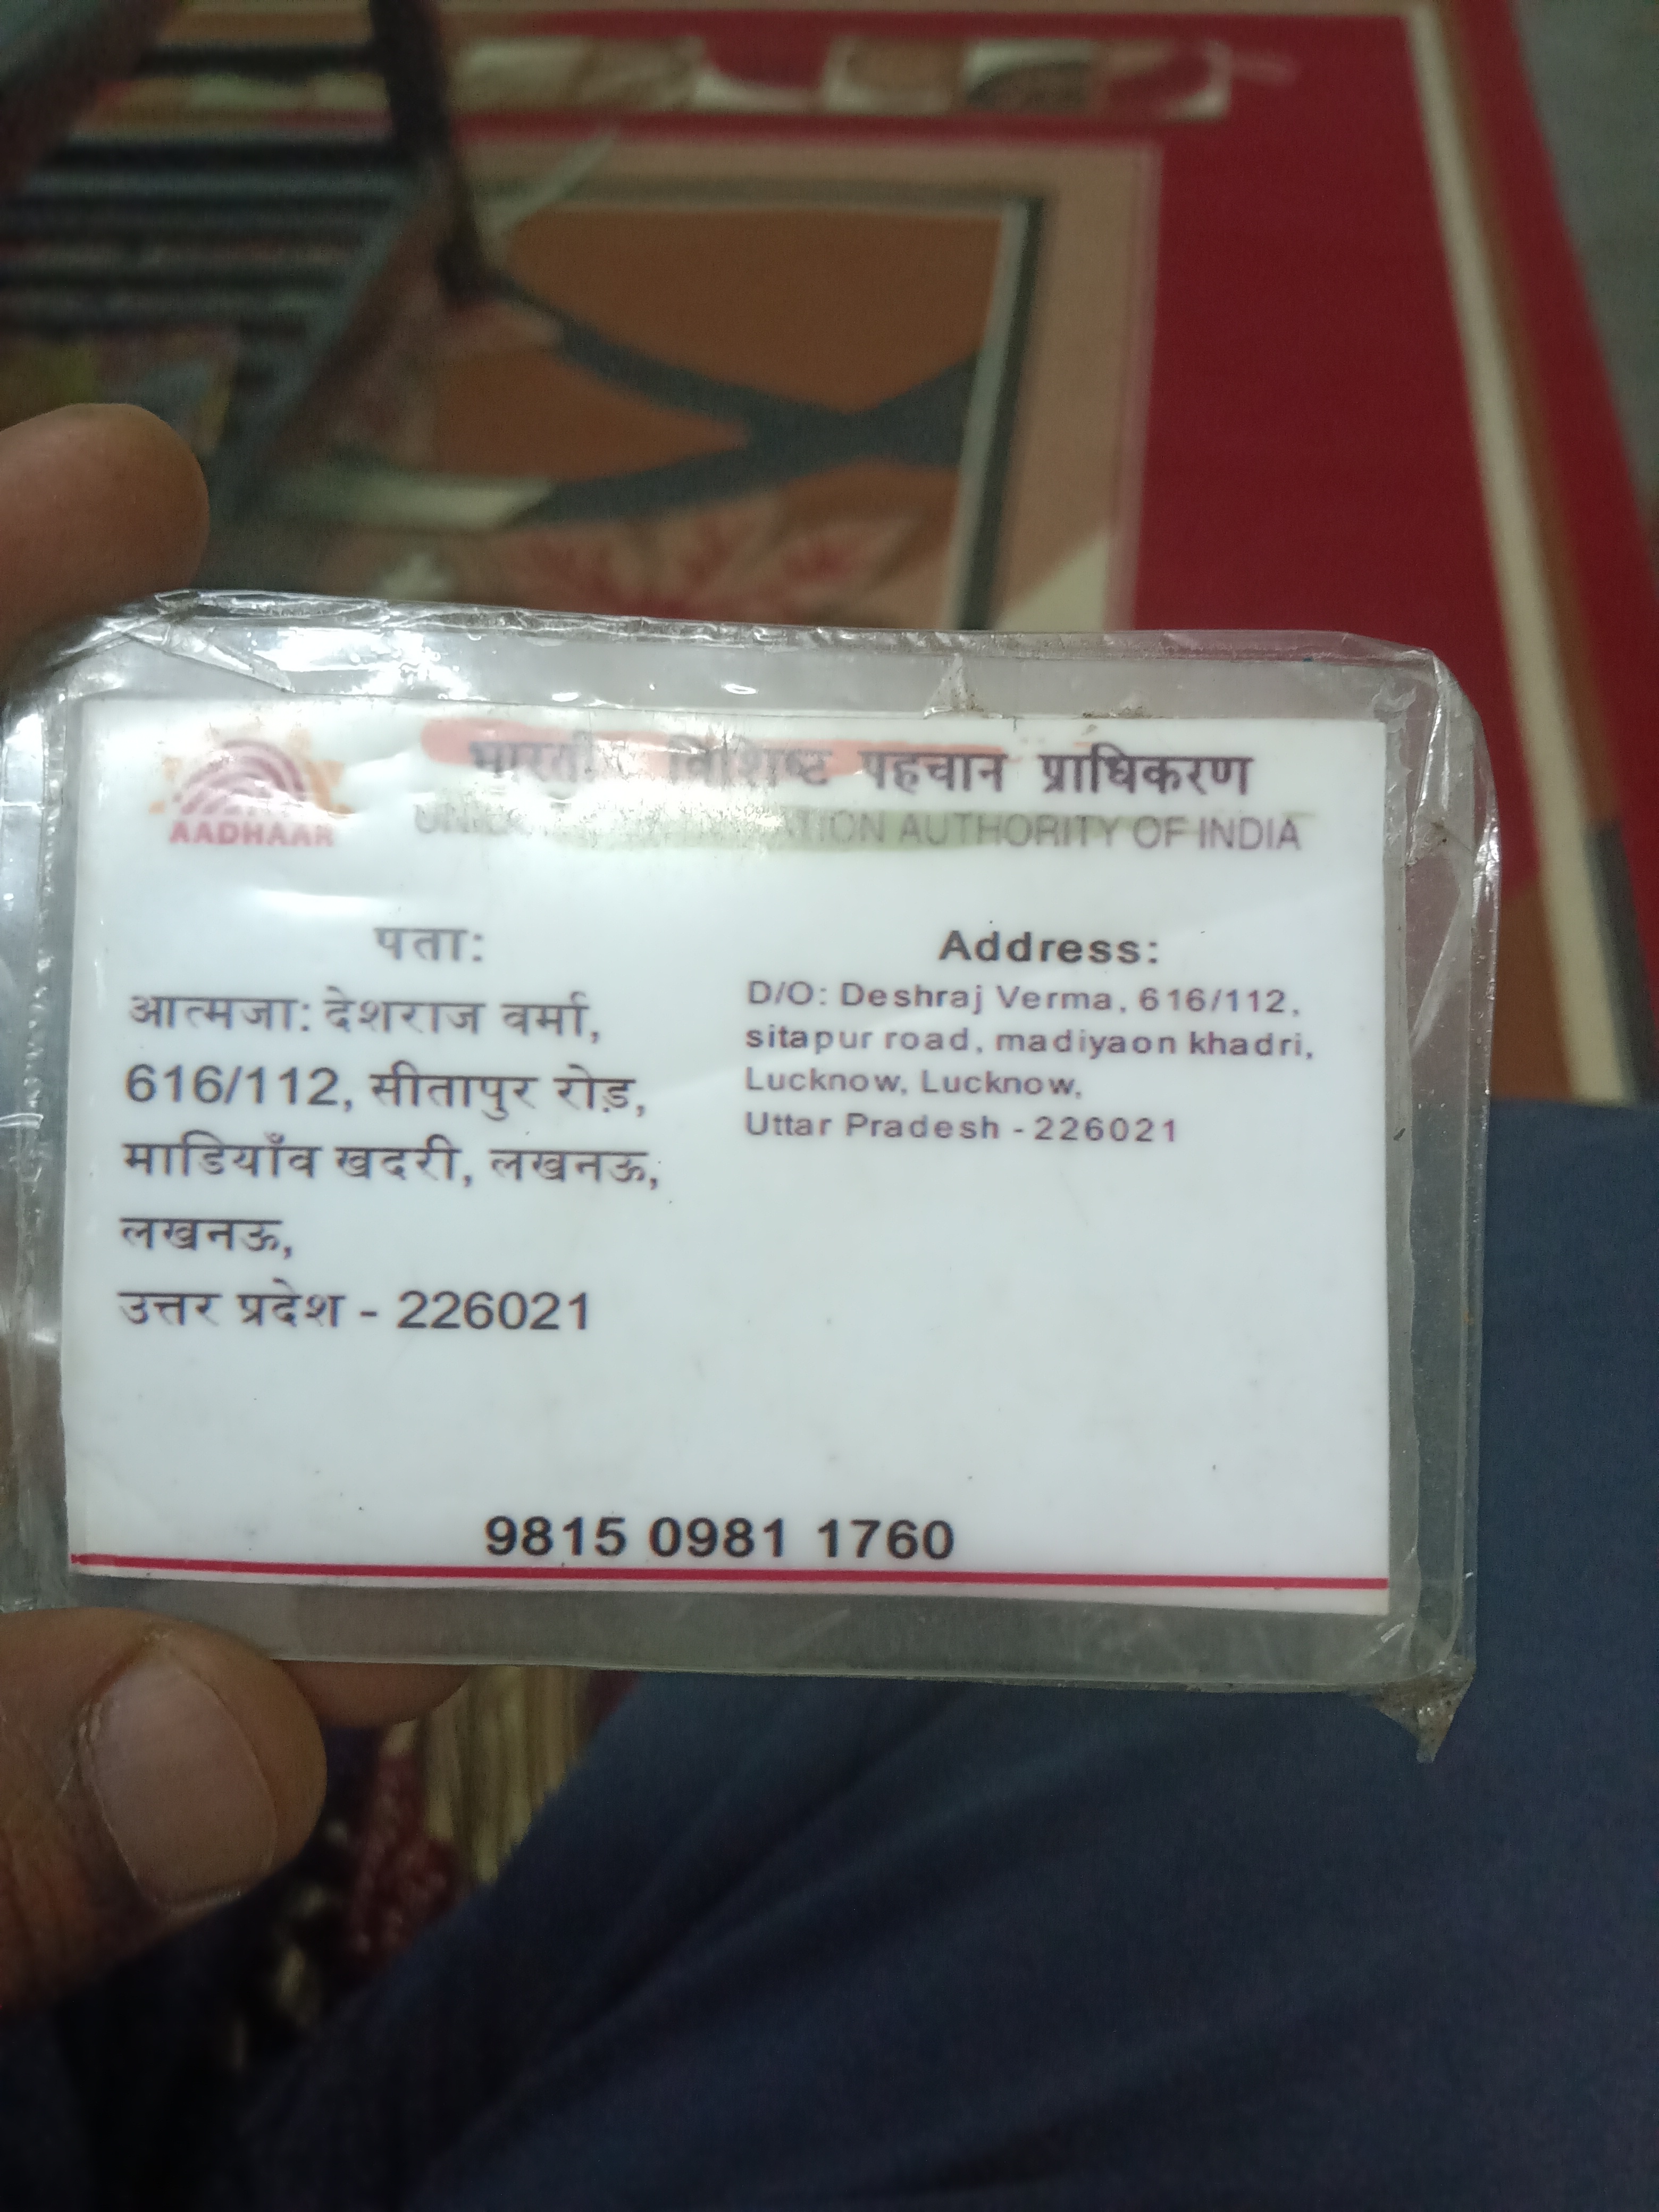 AADHAAR
भारतीय विशिष्ट पहचान प्राधिकरण
AUTHORITY OF INDIA
पता:
आत्मजा: देशराज वर्मा,
616/112, सीतापुर रोड़,
माडियाँव खदरी, लखनऊ,
लखनऊ,
उत्तर प्रदेश - 226021
Address:
D/O: Deshraj Verma, 616/112,
sitapur road, madiyaon khadri,
Lucknow, Lucknow,
Uttar Pradesh - 226021
9815 0981 1760